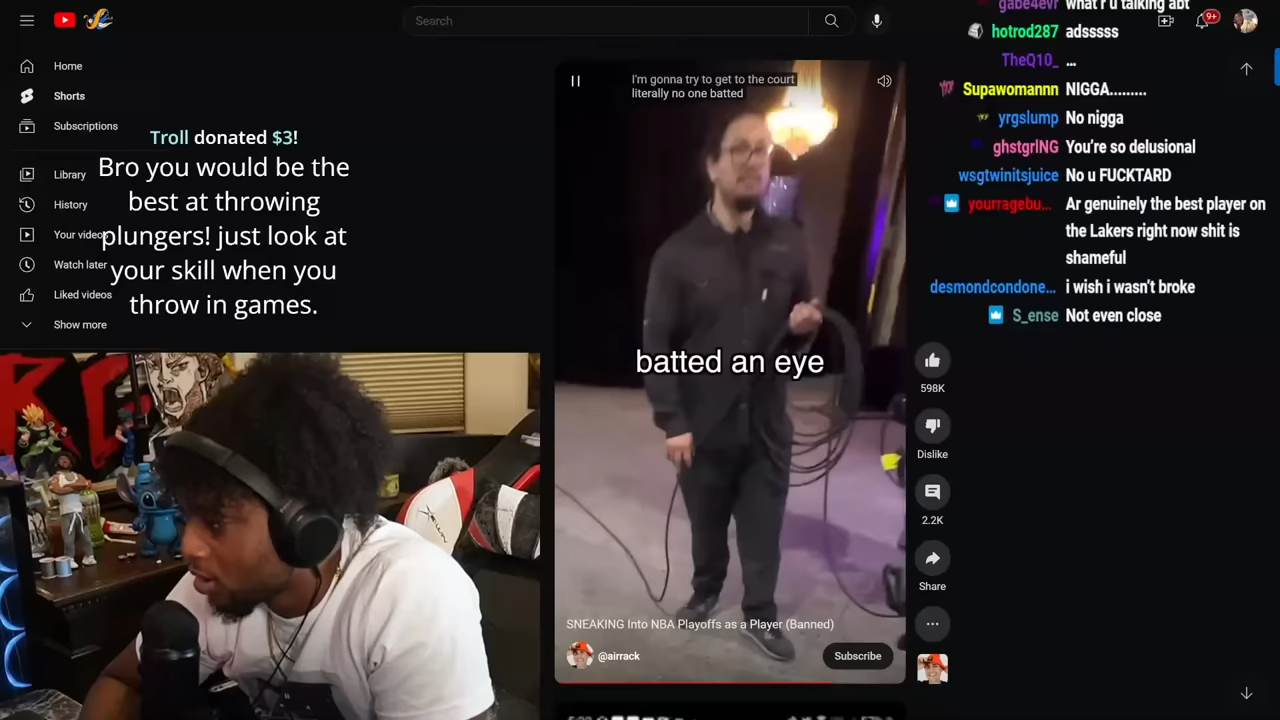 Search
9+
Home
Shorts
Subscriptions
Library
History
Your videos
Watch later
Liked videos
Show more
Troll donated $3!
Bro you would be the
best at throwing
plungers! just look at
your skill when you
throw in games.
I'm gonna try to get to the court
literally no one batted
batted an eye
SNEAKING Into NBA Playoffs as a Player (Banned)
@airrack
Subscribe
598K
Dislike
2.2K
Share
gabe4evr what r u talking abt
hotrod287 adsssss
TheQ10_ ...
Supawomannn NIGGA.........
yrgslump No nigga
ghstgrlNG You're so delusional
wsgtwinitsjuice No u FUCKTARD
yourragebu... Ar genuinely the best player on
the Lakers right now shit is
shameful
desmondcondone... i wish i wasn't broke
S_ense Not even close